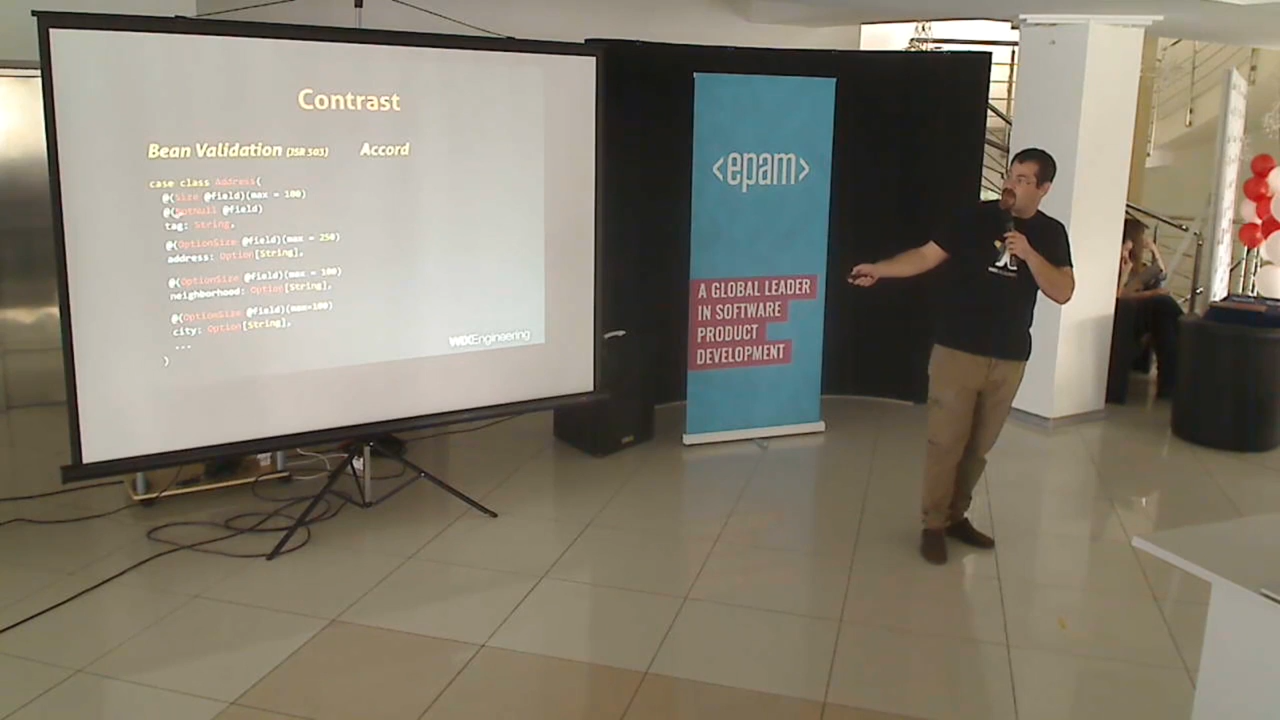 Contrast
Bean Validation (JSR 303) Accord
case class Address(
@(Size @field)(max = 100)
@(NotNull @field)
tag: String,
@(OptionSize @field)(max = 250)
address: Option[String],
@(OptionSize @field)(max = 100)
neighborhood: Option[String],
@(OptionSize @field)(max=100)
city: Option[String],
...
)
WIXEngineering
<epam>
A GLOBAL LEADER
IN SOFTWARE
PRODUCT
DEVELOPMENT